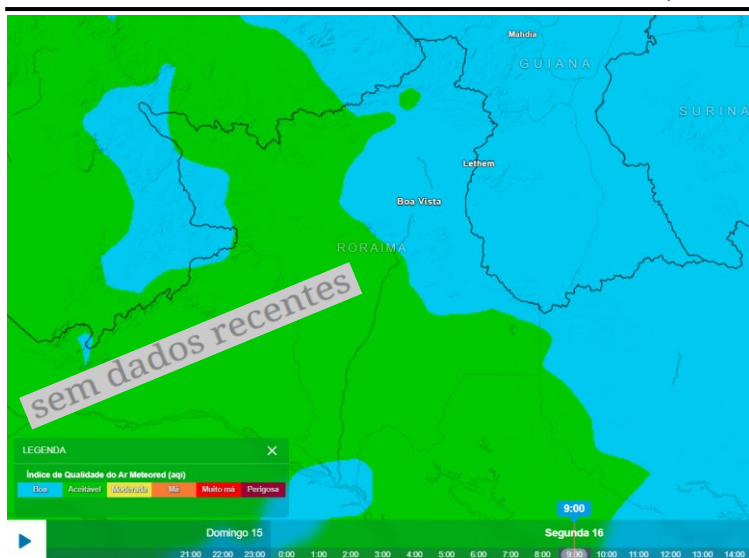 Mahdia
GUIANA
SURINA
Lethem
Boa Vista
RORAIMA
sem dados recentes
LEGENDA
Índice de Qualidade do Ar Meteored (aqi)
Boa Aceitável Moderada Má Muito má Perigosa
9:00
Domingo 15 Segunda 16
21:00 22:00 23:00 0:00 1:00 2:00 3:00 4:00 5:00 6:00 7:00 8:00 9:00 10:00 11:00 12:00 13:00 14:00